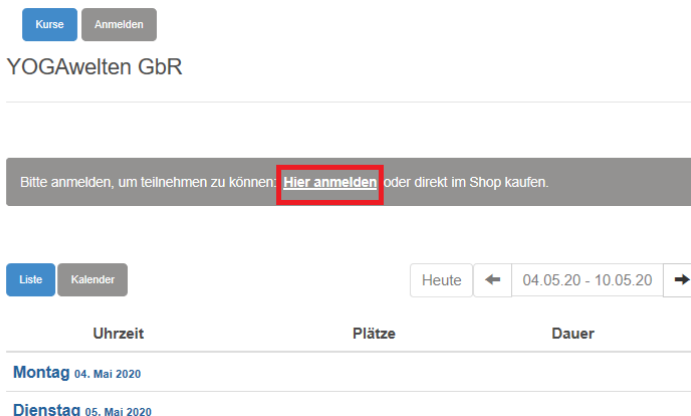 Kurse Anmelden
YOGAwelten GbR
Bitte anmelden, um teilnehmen zu können: Hier anmelden oder direkt im Shop kaufen.
Liste Kalender Heute 04.05.20 - 10.05.20
Uhrzeit Plätze Dauer
Montag 04. Mai 2020
Dienstag 05. Mai 2020